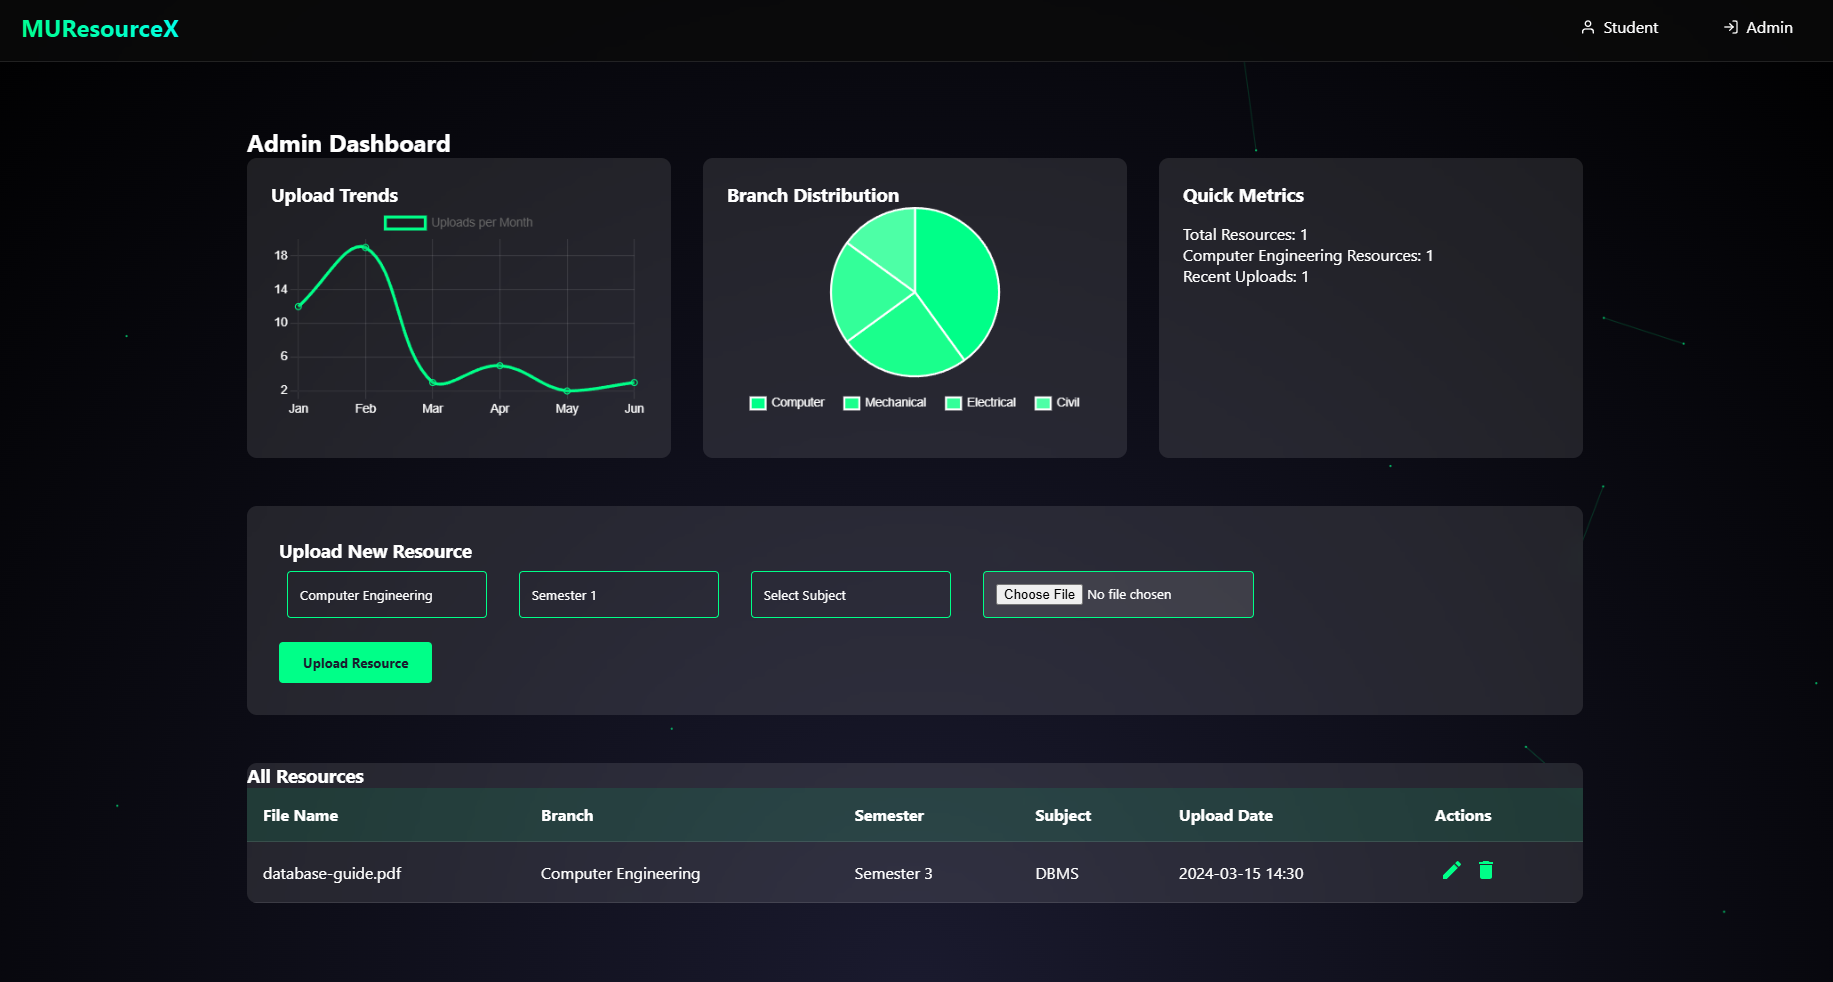 MUResourceX
Student
Admin
Admin Dashboard
Upload Trends
Uploads per Month
18
14
10
6
2
Jan Feb Mar Apr May Jun
Branch Distribution
Computer Mechanical Electrical Civil
Quick Metrics
Total Resources: 1
Computer Engineering Resources: 1
Recent Uploads: 1
Upload New Resource
Computer Engineering
Semester 1
Select Subject
Choose File No file chosen
Upload Resource
All Resources
File Name Branch Semester Subject Upload Date Actions
database-guide.pdf Computer Engineering Semester 3 DBMS 2024-03-15 14:30